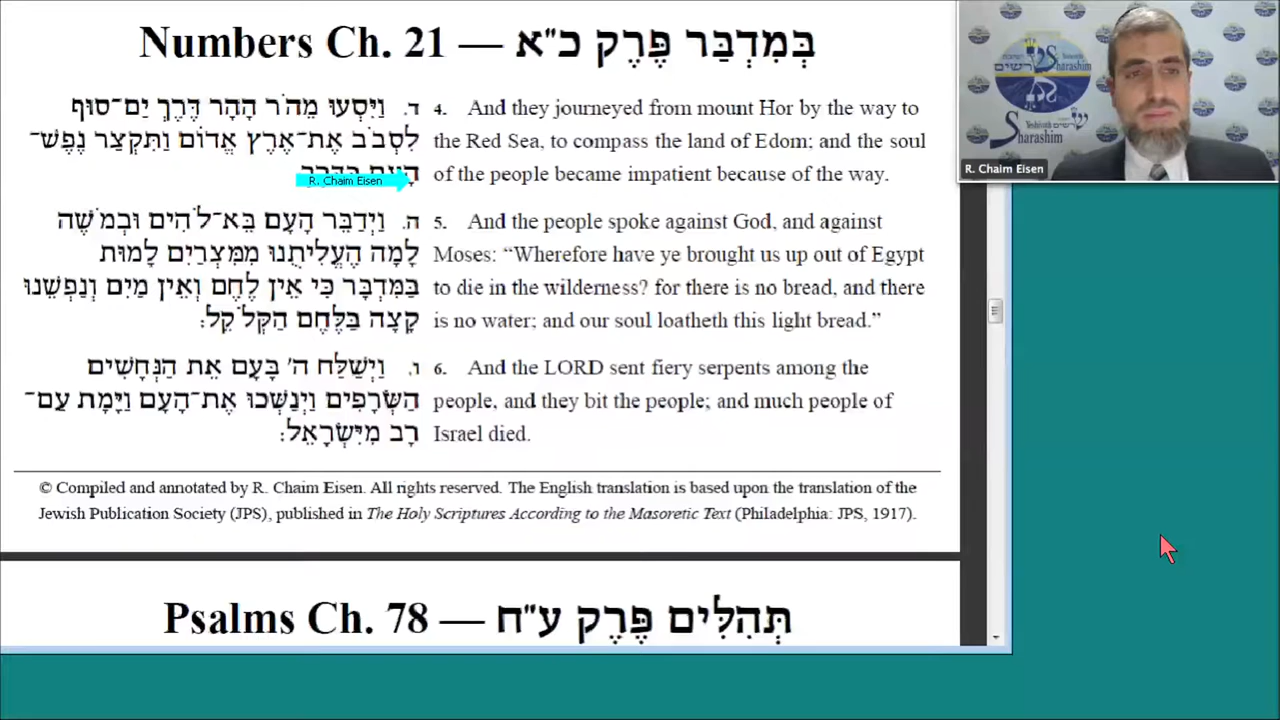 Numbers Ch. 21 — בְּמִדְבַּר פֶּרֶק כ"א
ד. וַיִּסְעוּ מֵהֹר הָהָר דֶּרֶךְ יַם־סוּף
לִסְבֹב אֶת־אֶרֶץ אֱדוֹם וַתִּקְצַר נֶפֶשׁ־
R. Chaim Eisen
4. And they journeyed from mount Hor by the way to
the Red Sea, to compass the land of Edom; and the soul
of the people became impatient because of the way.
ה. וַיְדַבֵּר הָעָם בֵּא־לֹהִים וּבְמֹשֶׁה
לָמָה הֶעֱלִיתֻנוּ מִמִּצְרַיִם לָמוּת
בַּמִּדְבָּר כִּי אֵין לֶחֶם וְאֵין מַיִם וְנַפְשֵׁנוּ
קָצָה בַּלֶּחֶם הַקְּלֹקֵל:
5. And the people spoke against God, and against
Moses: “Wherefore have ye brought us up out of Egypt
to die in the wilderness? for there is no bread, and there
is no water; and our soul loatheth this light bread.”
ו. וַיְשַׁלַּח ה' בָּעָם אֵת הַנְּחָשִׁים
הַשְּׂרָפִים וַיְנַשְּׁכוּ אֶת־הָעָם וַיָּמָת עַם־
רָב מִיִּשְׂרָאֵל:
6. And the LORD sent fiery serpents among the
people, and they bit the people; and much people of
Israel died.
© Compiled and annotated by R. Chaim Eisen. All rights reserved. The English translation is based upon the translation of the
Jewish Publication Society (JPS), published in The Holy Scriptures According to the Masoretic Text (Philadelphia: JPS, 1917).
Psalms Ch. 78 — תְּהִלִּים פֶּרֶק ע"ח
שרשים
Sharashim
Yeshivath שרשים
Sharashim
R. Chaim Eisen